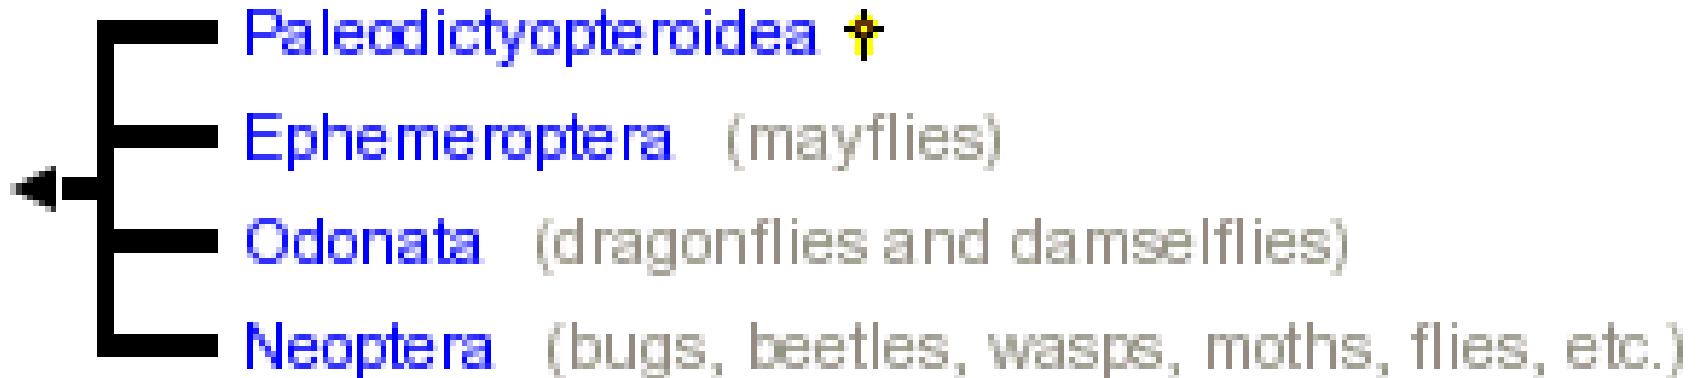 Paleodictyopteroidea †
Ephemeroptera (mayflies)
Odonata (dragonflies and damselflies)
Neoptera (bugs, beetles, wasps, moths, flies, etc.)